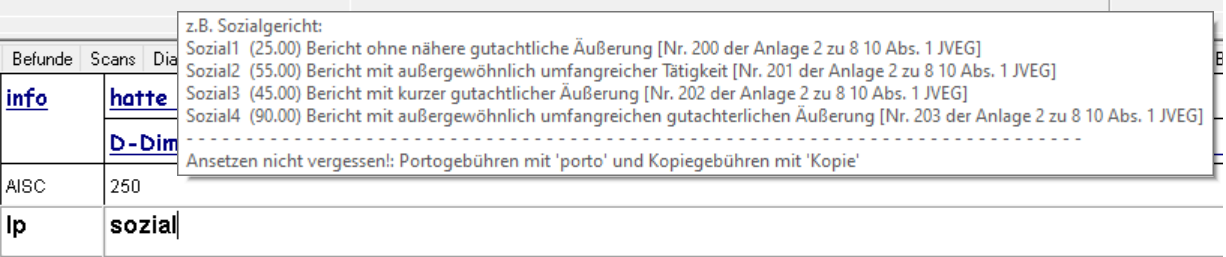 z.B. Sozialgericht:
Sozial1 (25.00) Bericht ohne nähere gutachtliche Äußerung [Nr. 200 der Anlage 2 zu 8 10 Abs. 1 JVEG]
Sozial2 (55.00) Bericht mit außergewöhnlich umfangreicher Tätigkeit [Nr. 201 der Anlage 2 zu 8 10 Abs. 1 JVEG]
Sozial3 (45.00) Bericht mit kurzer gutachtlicher Äußerung [Nr. 202 der Anlage 2 zu 8 10 Abs. 1 JVEG]
Sozial4 (90.00) Bericht mit außergewöhnlich umfangreichen gutachterlichen Äußerung [Nr. 203 der Anlage 2 zu 8 10 Abs. 1 JVEG]
Ansetzen nicht vergessen!: Portogebühren mit 'porto' und Kopiegebühren mit 'Kopie'
Befunde Scans Dia
info hatte
D-Dim
AISC 250
lp sozial